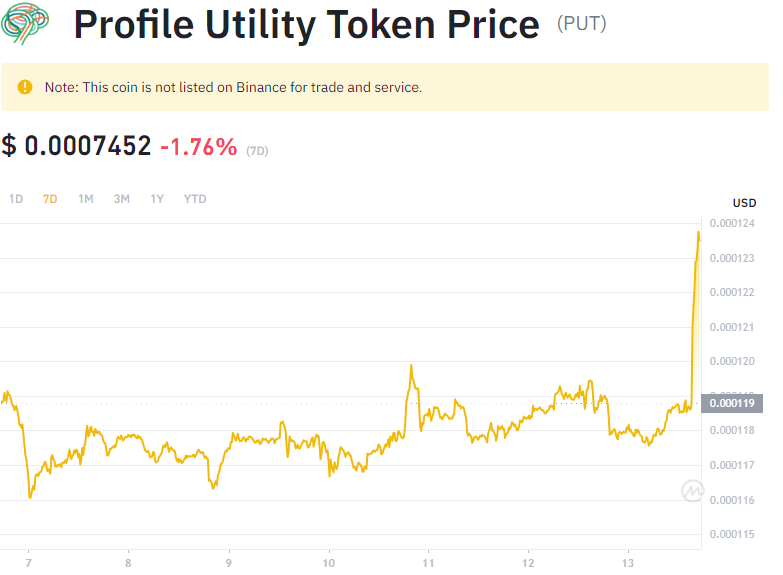 Profile Utility Token Price (PUT)
Note: This coin is not listed on Binance for trade and service.
$ 0.0007452 -1.76% (7D)
1D 7D 1M 3M 1Y YTD
USD
0.000124
0.000123
0.000122
0.000121
0.000120
0.000119
0.000118
0.000117
0.000116
0.000115
7 8 9 10 11 12 13